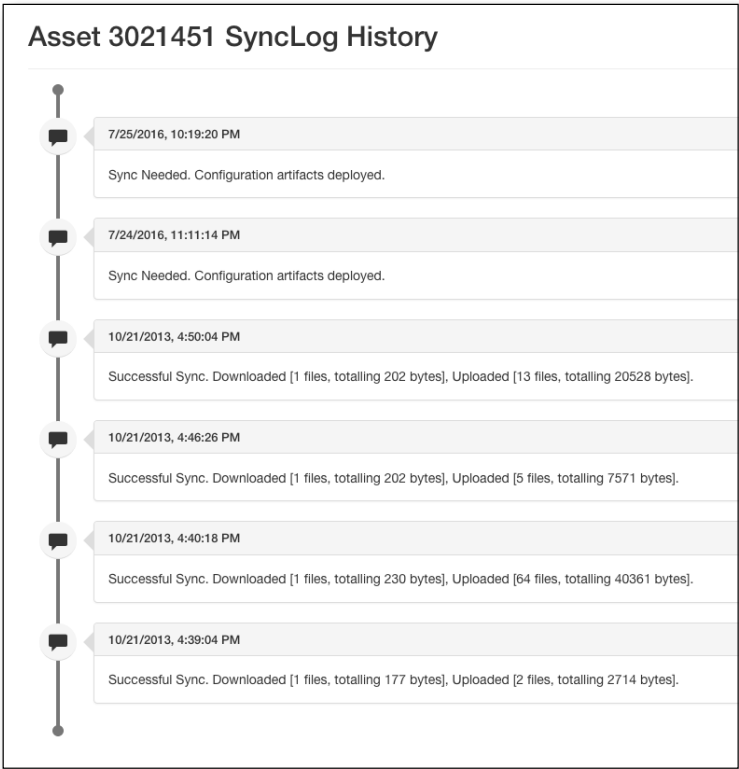 Asset 3021451 SyncLog History
7/25/2016, 10:19:20 PM
Sync Needed. Configuration artifacts deployed.
7/24/2016, 11:11:14 PM
Sync Needed. Configuration artifacts deployed.
10/21/2013, 4:50:04 PM
Successful Sync. Downloaded [1 files, totalling 202 bytes], Uploaded [13 files, totalling 20528 bytes].
10/21/2013, 4:46:26 PM
Successful Sync. Downloaded [1 files, totalling 202 bytes], Uploaded [5 files, totalling 7571 bytes].
10/21/2013, 4:40:18 PM
Successful Sync. Downloaded [1 files, totalling 230 bytes], Uploaded [64 files, totalling 40361 bytes].
10/21/2013, 4:39:04 PM
Successful Sync. Downloaded [1 files, totalling 177 bytes], Uploaded [2 files, totalling 2714 bytes].